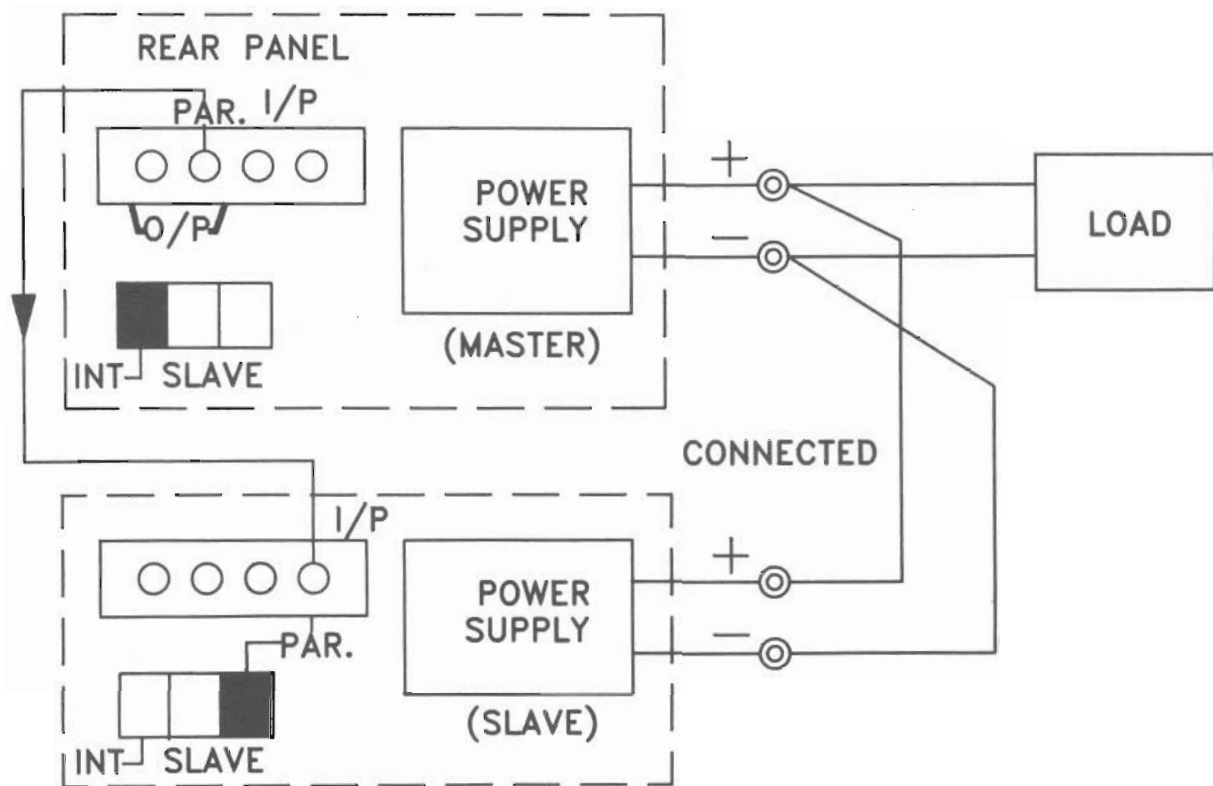 REAR PANEL
PAR. I/P
O/P
INT SLAVE
POWER
SUPPLY
(MASTER)
+
−
LOAD
CONNECTED
I/P
PAR.
INT SLAVE
POWER
SUPPLY
(SLAVE)
+
−